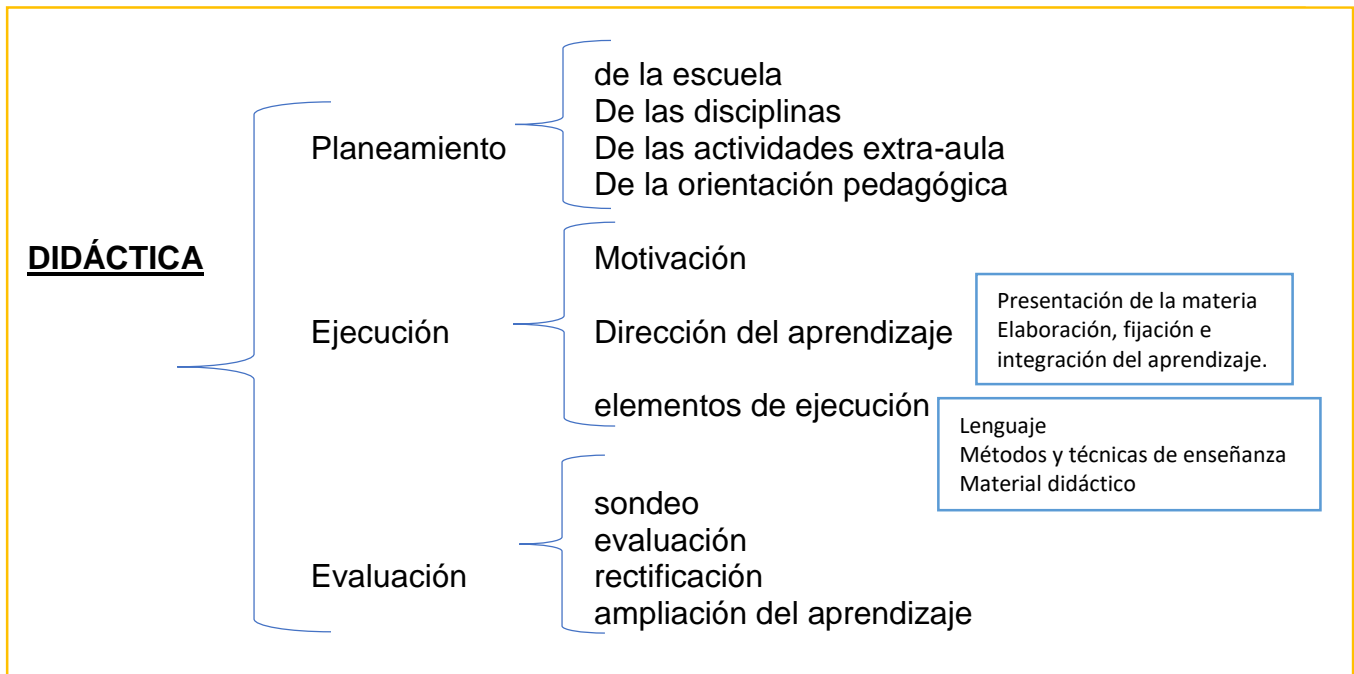 DIDÁCTICA
Planeamiento
de la escuela
De las disciplinas
De las actividades extra-aula
De la orientación pedagógica
Ejecución
Motivación
Dirección del aprendizaje
Presentación de la materia
Elaboración, fijación e
integración del aprendizaje.
elementos de ejecución
Lenguaje
Métodos y técnicas de enseñanza
Material didáctico
Evaluación
sondeo
evaluación
rectificación
ampliación del aprendizaje